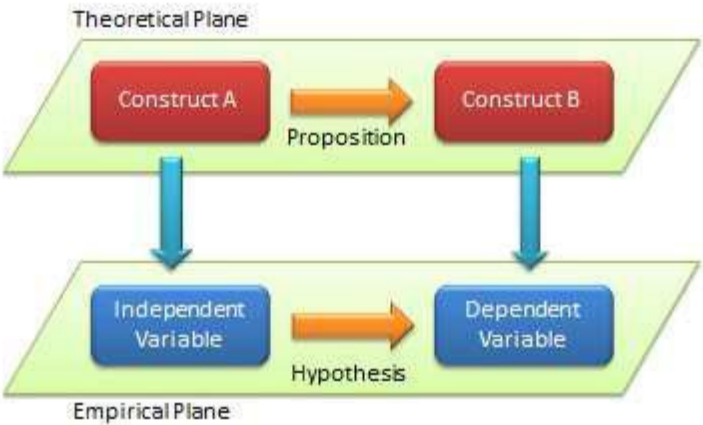 Theoretical Plane
Construct A
Construct B
Proposition
Independent
Variable
Dependent
Variable
Hypothesis
Empirical Plane